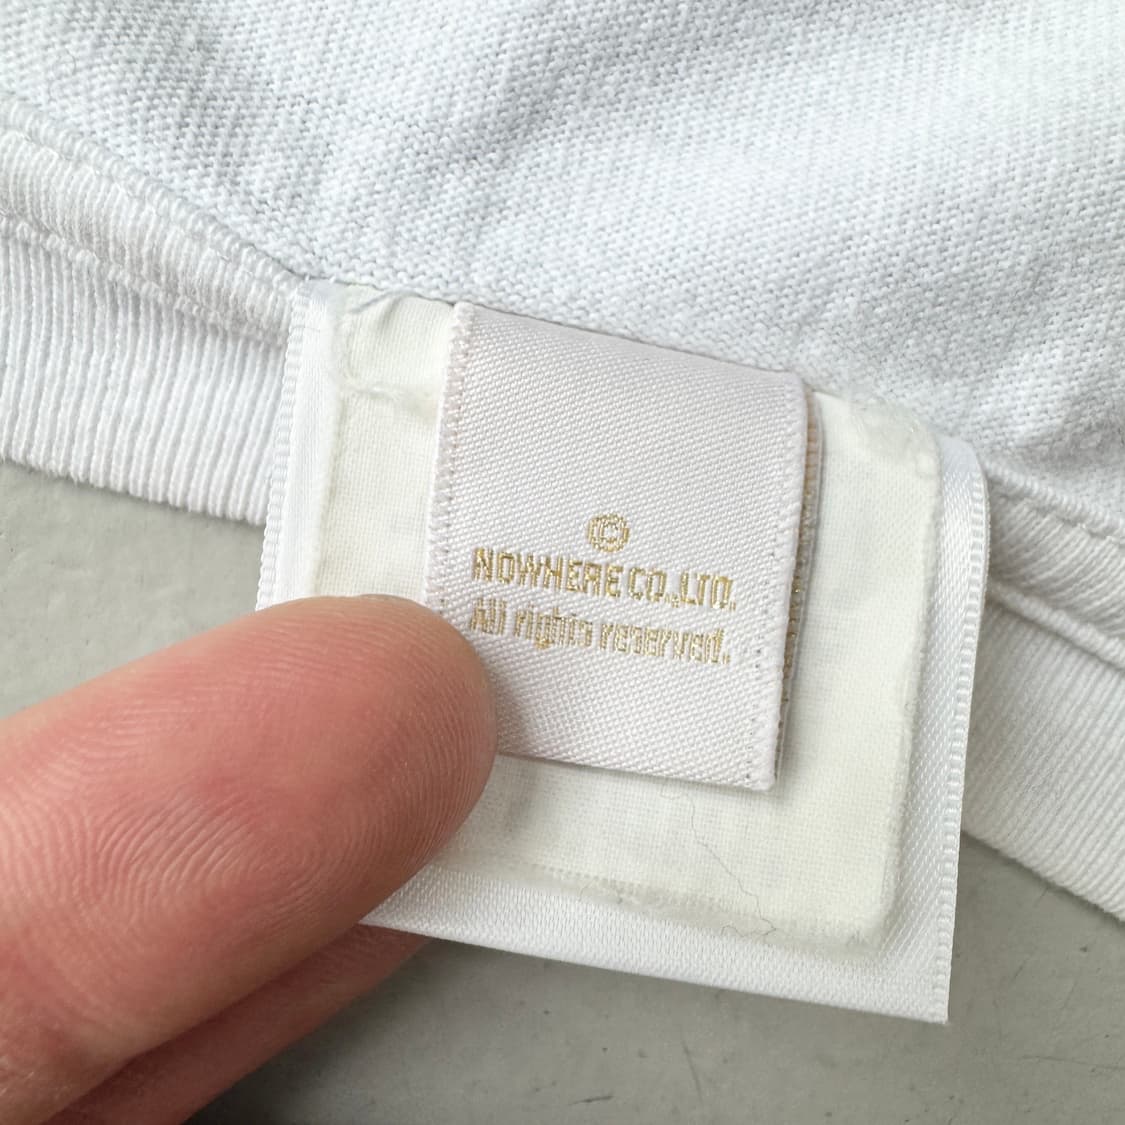 ©
NOWHERE CO.,LTD.
All rights reserved.